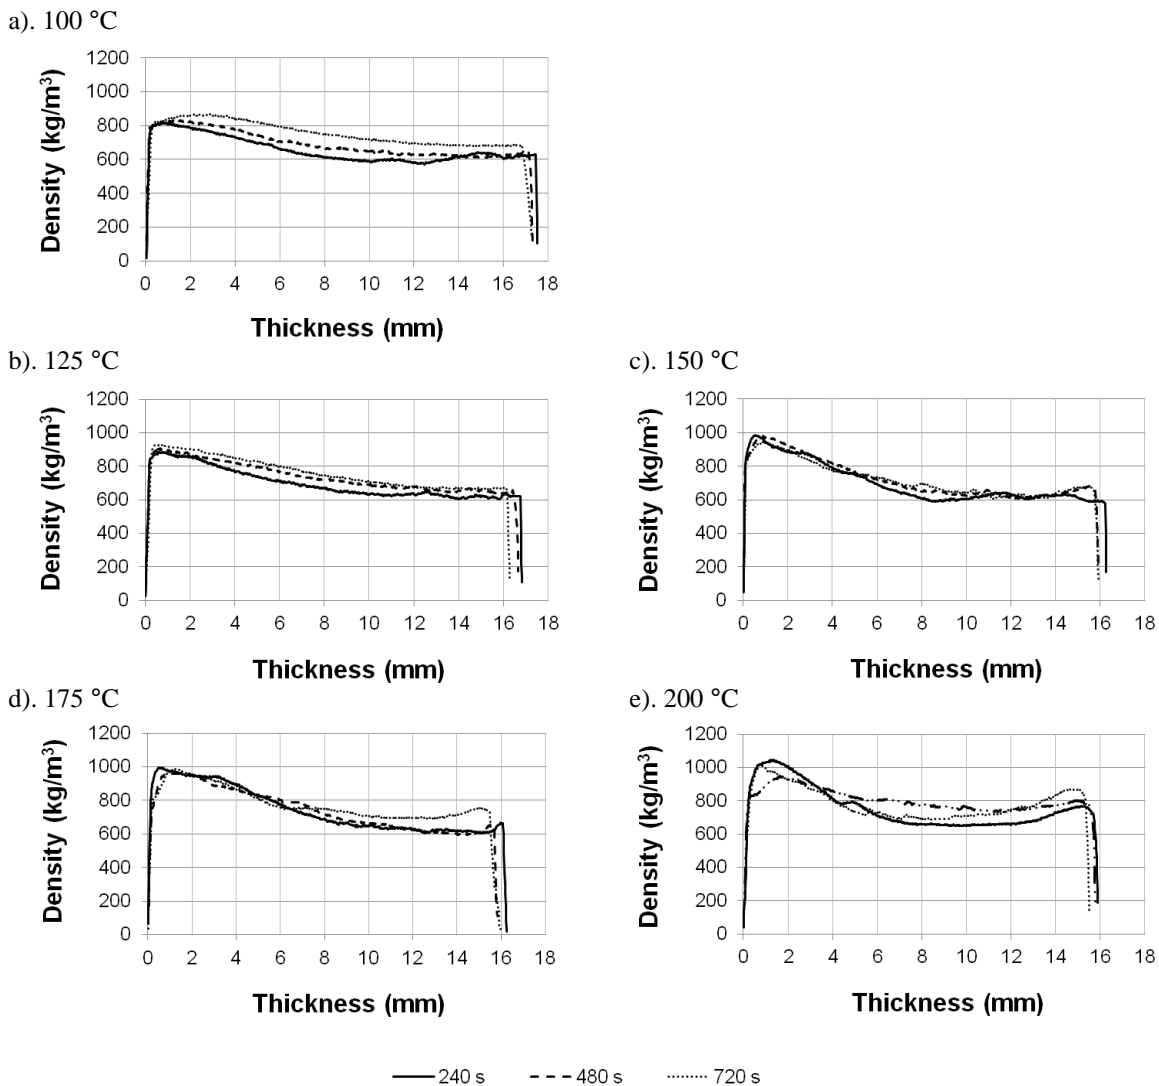 a). 100 °C
1200
1000
800
600
400
200
0
Density (kg/m³)
0 2 4 6 8 10 12 14 16 18
Thickness (mm)
b). 125 °C
1200
1000
800
600
400
200
0
Density (kg/m³)
0 2 4 6 8 10 12 14 16 18
Thickness (mm)
c). 150 °C
1200
1000
800
600
400
200
0
Density (kg/m³)
0 2 4 6 8 10 12 14 16 18
Thickness (mm)
d). 175 °C
1200
1000
800
600
400
200
0
Density (kg/m³)
0 2 4 6 8 10 12 14 16 18
Thickness (mm)
e). 200 °C
1200
1000
800
600
400
200
0
Density (kg/m³)
0 2 4 6 8 10 12 14 16 18
Thickness (mm)
240 s 480 s 720 s